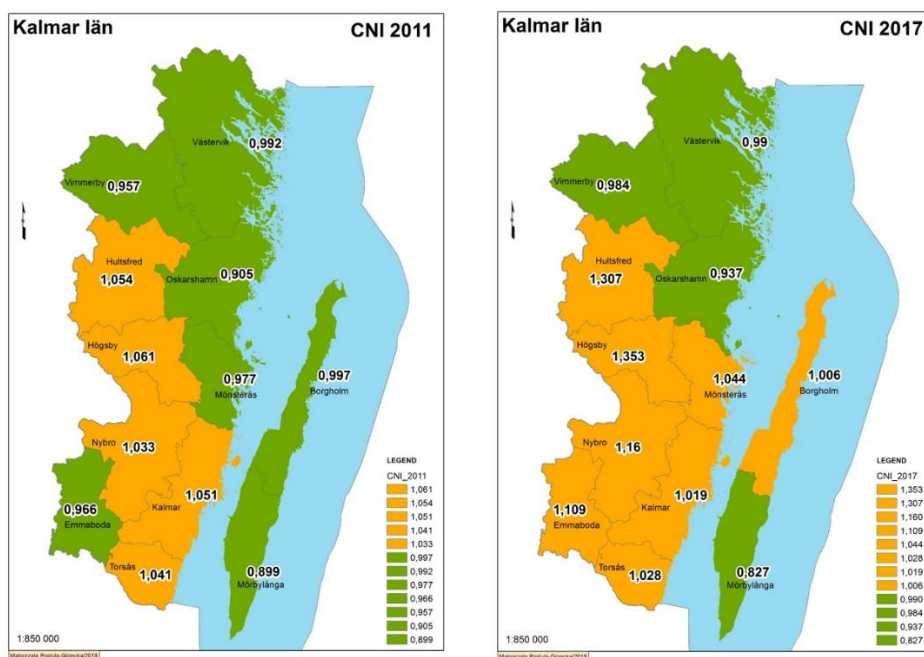 Kalmar län CNI 2011
Västervik 0,992
Vimmerby 0,957
Hultsfred
1,054
Oskarshamn 0,905
Högsby
1,061
0,977
Mönsterås
0,997
Borgholm
Nybro
1,033
1,051
Kalmar
0,966
Emmaboda
Torsås
1,041
0,899
Mörbylånga
LEGEND
CNI_2011
1,061
1,054
1,051
1,041
1,033
0,997
0,992
0,977
0,966
0,957
0,905
0,899
1:850 000
Małgorzata Postuła-Górnicka/2019
Kalmar län CNI 2017
Västervik 0,99
Vimmerby 0,984
Hultsfred
1,307
Oskarshamn 0,937
Högsby
1,353
1,044
Mönsterås
1,006
Borgholm
Nybro
1,16
1,019
Kalmar
1,109
Emmaboda
Torsås
1,028
0,827
Mörbylånga
LEGEND
CNI_2017
1,353
1,307
1,160
1,109
1,044
1,028
1,019
1,006
0,990
0,984
0,937
0,827
1:850 000